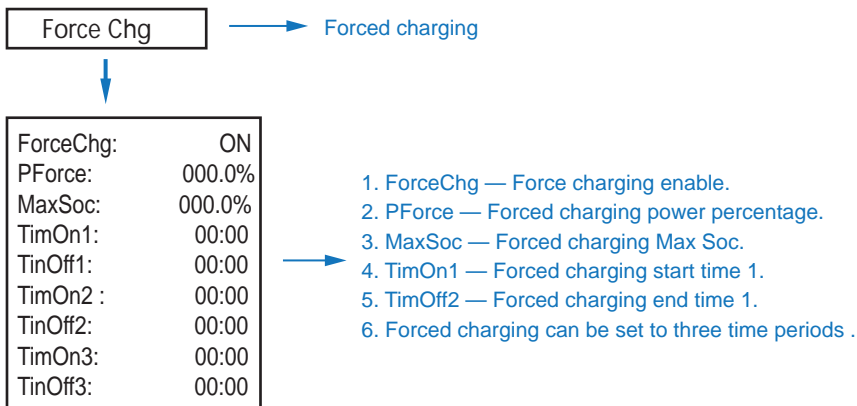 Force Chg
Forced charging
ForceChg: ON
PForce: 000.0%
MaxSoc: 000.0%
TimOn1: 00:00
TinOff1: 00:00
TimOn2 : 00:00
TinOff2: 00:00
TimOn3: 00:00
TinOff3: 00:00
1. ForceChg — Force charging enable.
2. PForce — Forced charging power percentage.
3. MaxSoc — Forced charging Max Soc.
4. TimOn1 — Forced charging start time 1.
5. TimOff2 — Forced charging end time 1.
6. Forced charging can be set to three time periods .